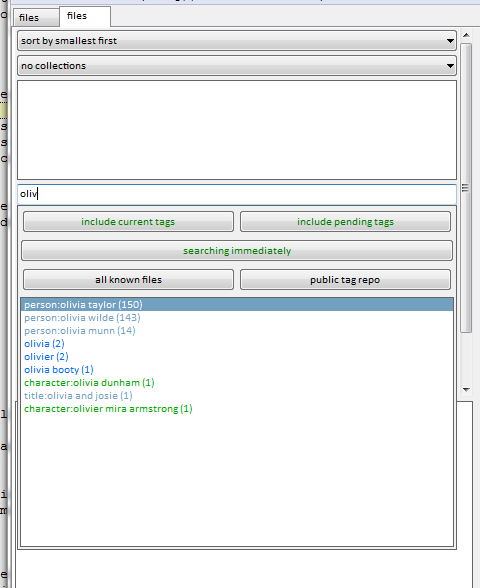 files
files
sort by smallest first
no collections
oliv
include current tags
include pending tags
searching immediately
all known files
public tag repo
person:olivia taylor (150)
person:olivia wilde (143)
person:olivia munn (14)
olivia (2)
olivier (2)
olivia booty (1)
character:olivia dunham (1)
title:olivia and josie (1)
character:olivier mira armstrong (1)